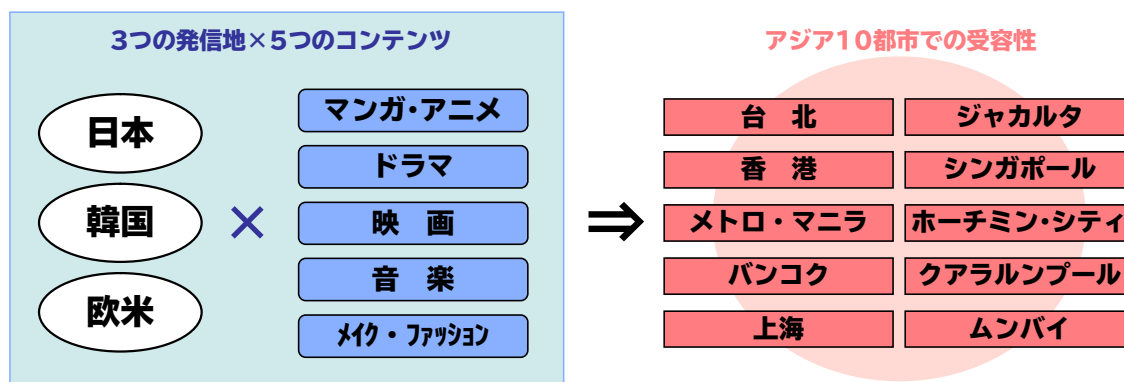 3つの発信地×5つのコンテンツ
日本
韓国
欧米
×
マンガ・アニメ
ドラマ
映　画
音　楽
メイク・ファッション
⇒
アジア10都市での受容性
台　北
ジャカルタ
香　港
シンガポール
メトロ・マニラ
ホーチミン・シティ
バンコク
クアラルンプール
上海
ムンバイ